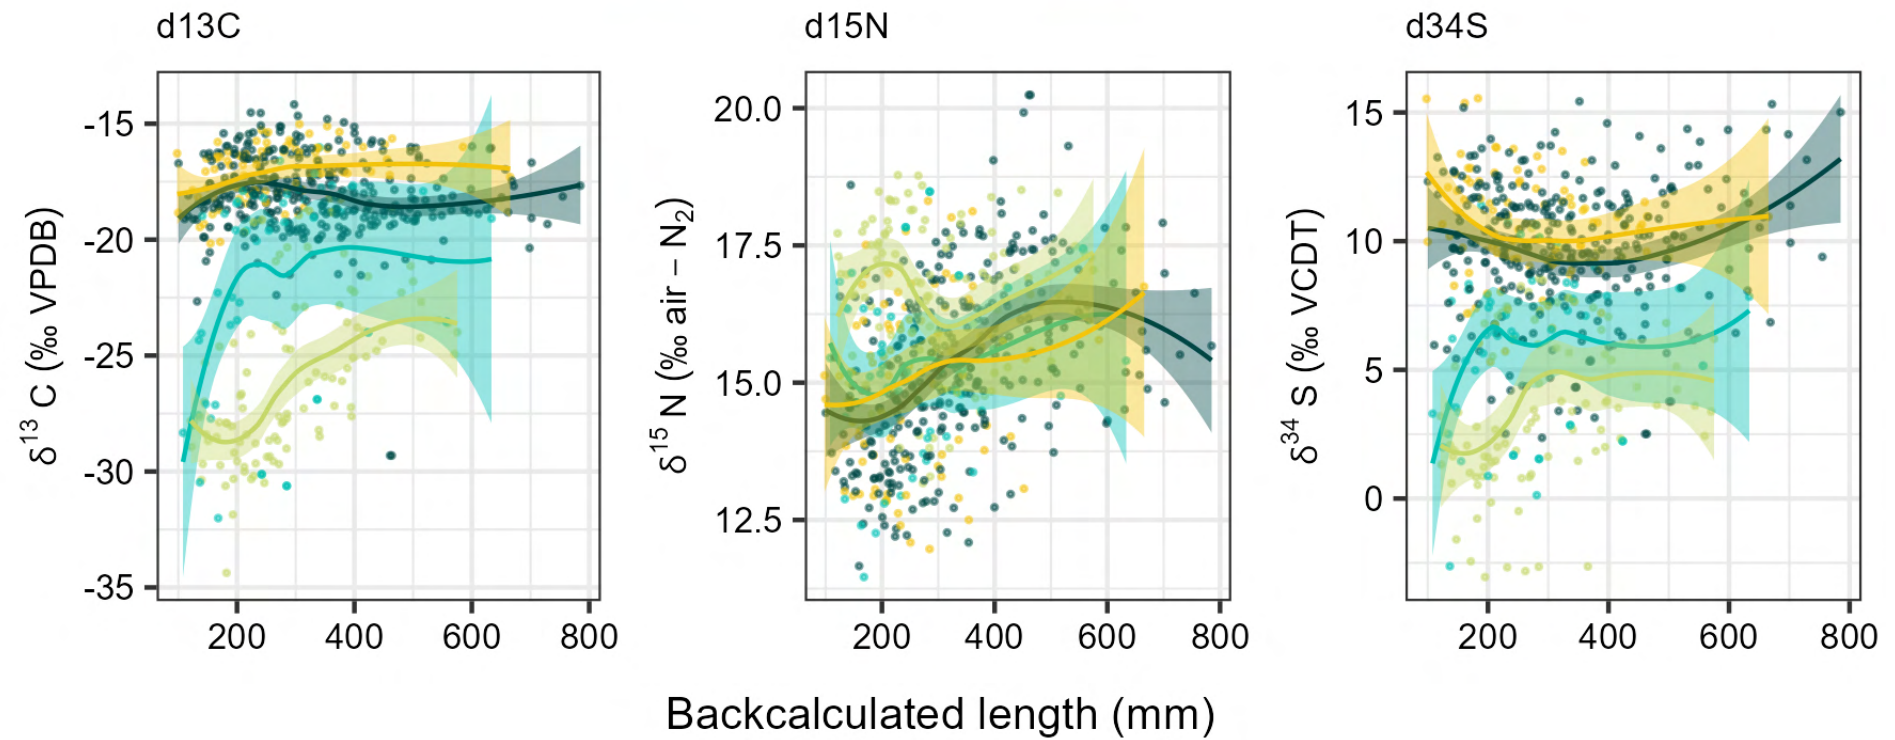 d13C
d15N
d34S
δ13 C (‰ VPDB)
-15
-20
-25
-30
-35
200 400 600 800
δ15 N (‰ air − N2)
20.0
17.5
15.0
12.5
200 400 600 800
δ34 S (‰ VCDT)
15
10
5
0
200 400 600 800
Backcalculated length (mm)